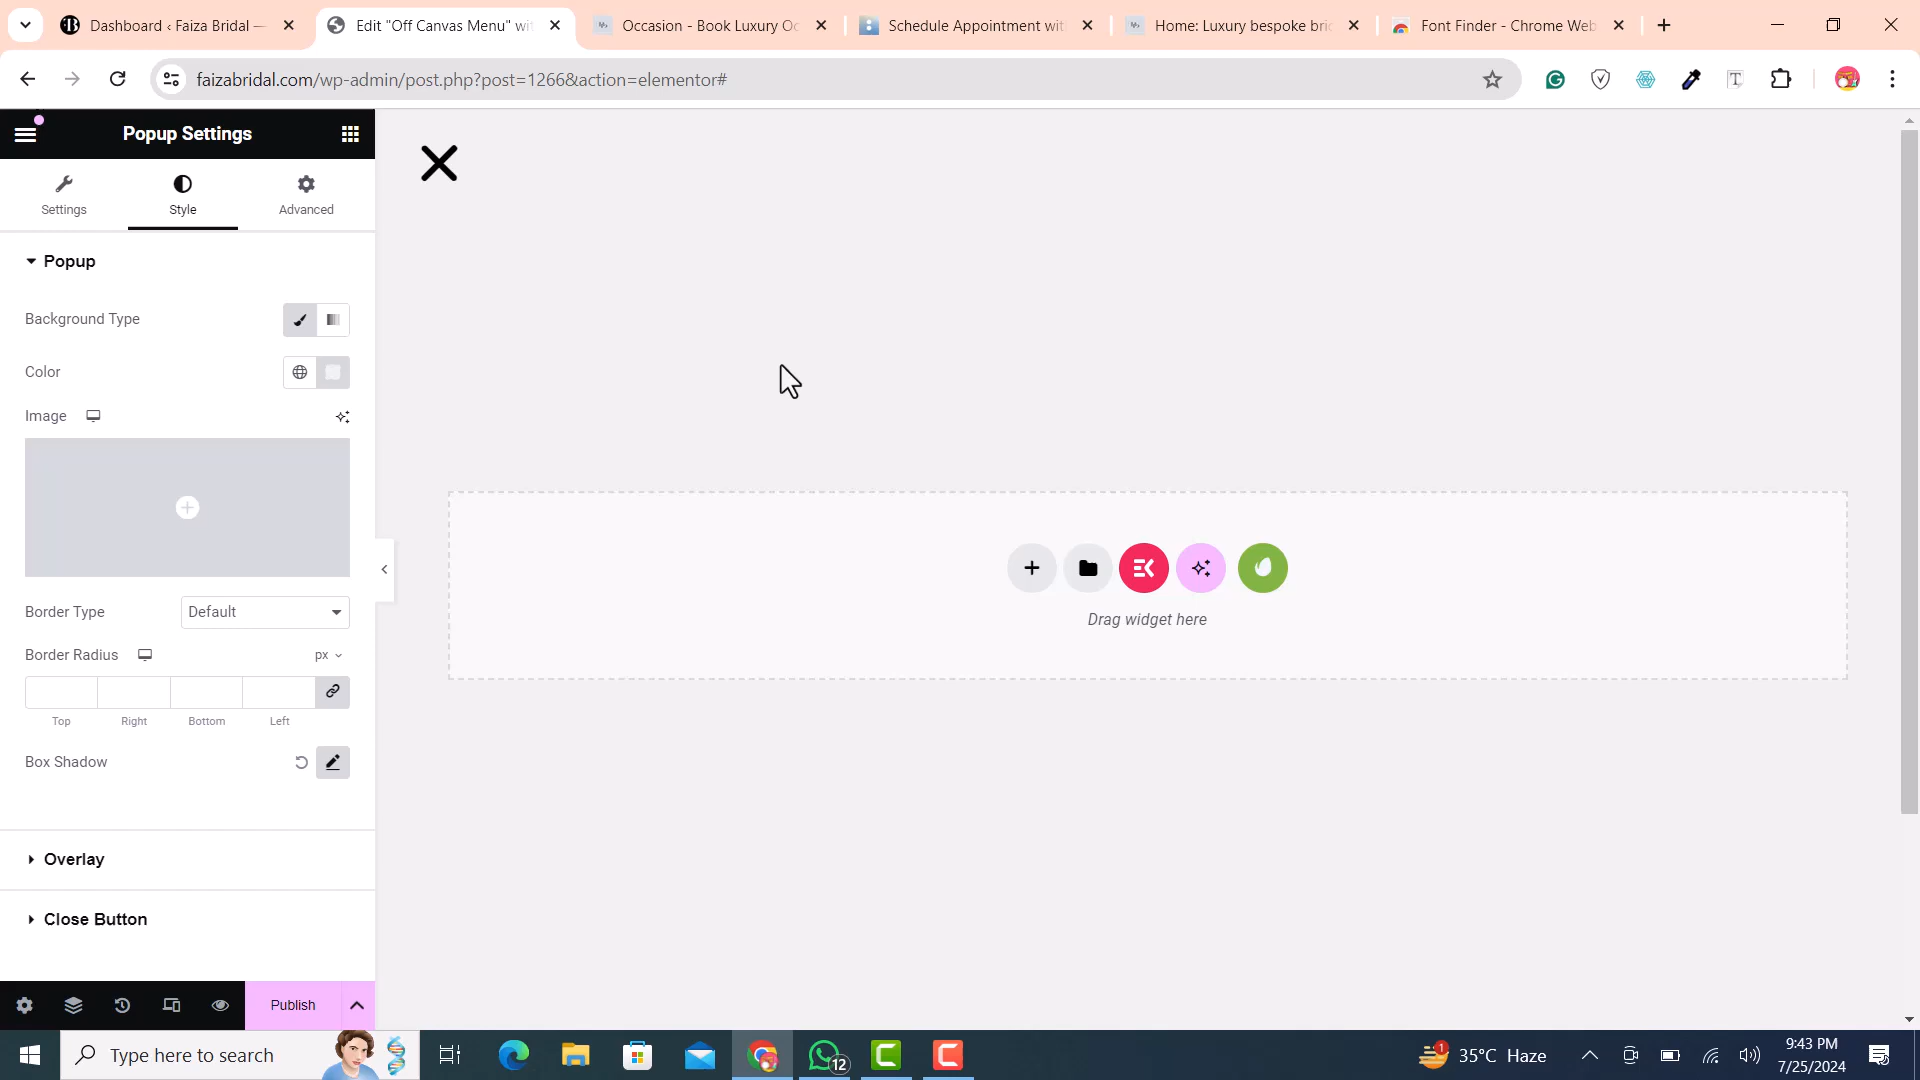 Dashboard ‹ Faiza Bridal —
Edit "Off Canvas Menu" wit
Occasion - Book Luxury Oc
Schedule Appointment wit
Home: Luxury bespoke brid
Font Finder - Chrome Web
faizabridal.com/wp-admin/post.php?post=1266&action=elementor#
Popup Settings
Settings
Style
Advanced
Popup
Background Type
Color
Image
Border Type
Default
Border Radius
px
Top
Right
Bottom
Left
Box Shadow
Overlay
Close Button
Publish
Drag widget here
Type here to search
12
1
35°C Haze
9:43 PM
7/25/2024